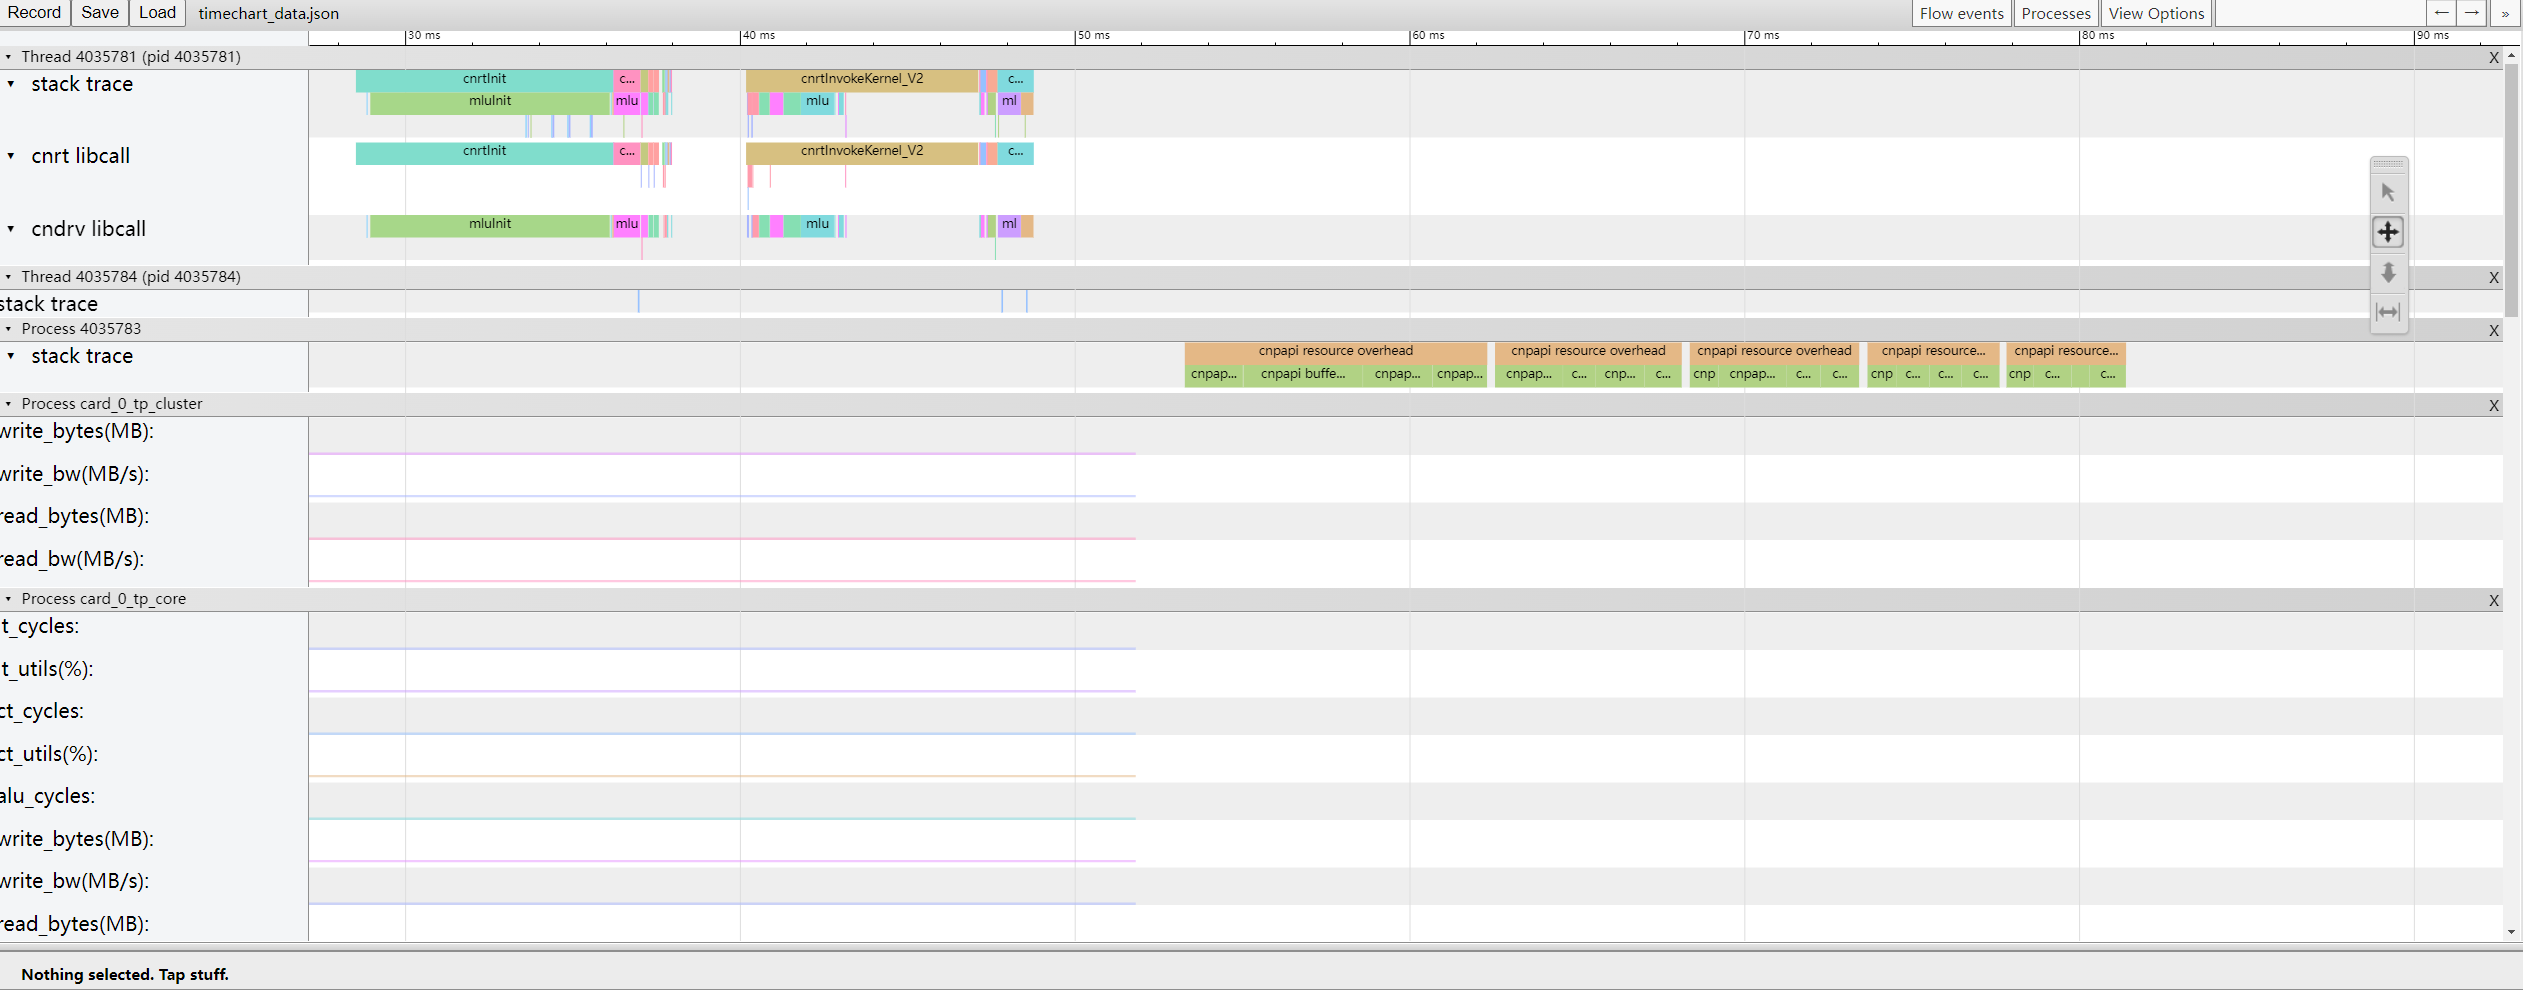 Record Save Load timechart_data.json Flow events Processes View Options ← → »
30 ms 40 ms 50 ms 60 ms 70 ms 80 ms 90 ms
Thread 4035781 (pid 4035781) X
stack trace cnrtInit c... cnrtInvokeKernel_V2 c...
mluInit mlu mlu ml
cnrt libcall cnrtInit c... cnrtInvokeKernel_V2 c...
cndrv libcall mluInit mlu mlu ml
Thread 4035784 (pid 4035784) X
stack trace
Process 4035783 X
stack trace cnpapi resource overhead cnpapi resource overhead cnpapi resource overhead cnpapi resource... cnpapi resource...
cnpap... cnpapi buffe... cnpap... cnpap... cnpap... c... cnp... c... cnp cnpap... c... c... cnp c... c... c... cnp c... c...
Process card_0_tp_cluster X
write_bytes(MB):
write_bw(MB/s):
read_bytes(MB):
read_bw(MB/s):
Process card_0_tp_core X
t_cycles:
t_utils(%):
ct_cycles:
ct_utils(%):
alu_cycles:
write_bytes(MB):
write_bw(MB/s):
read_bytes(MB):
Nothing selected. Tap stuff.